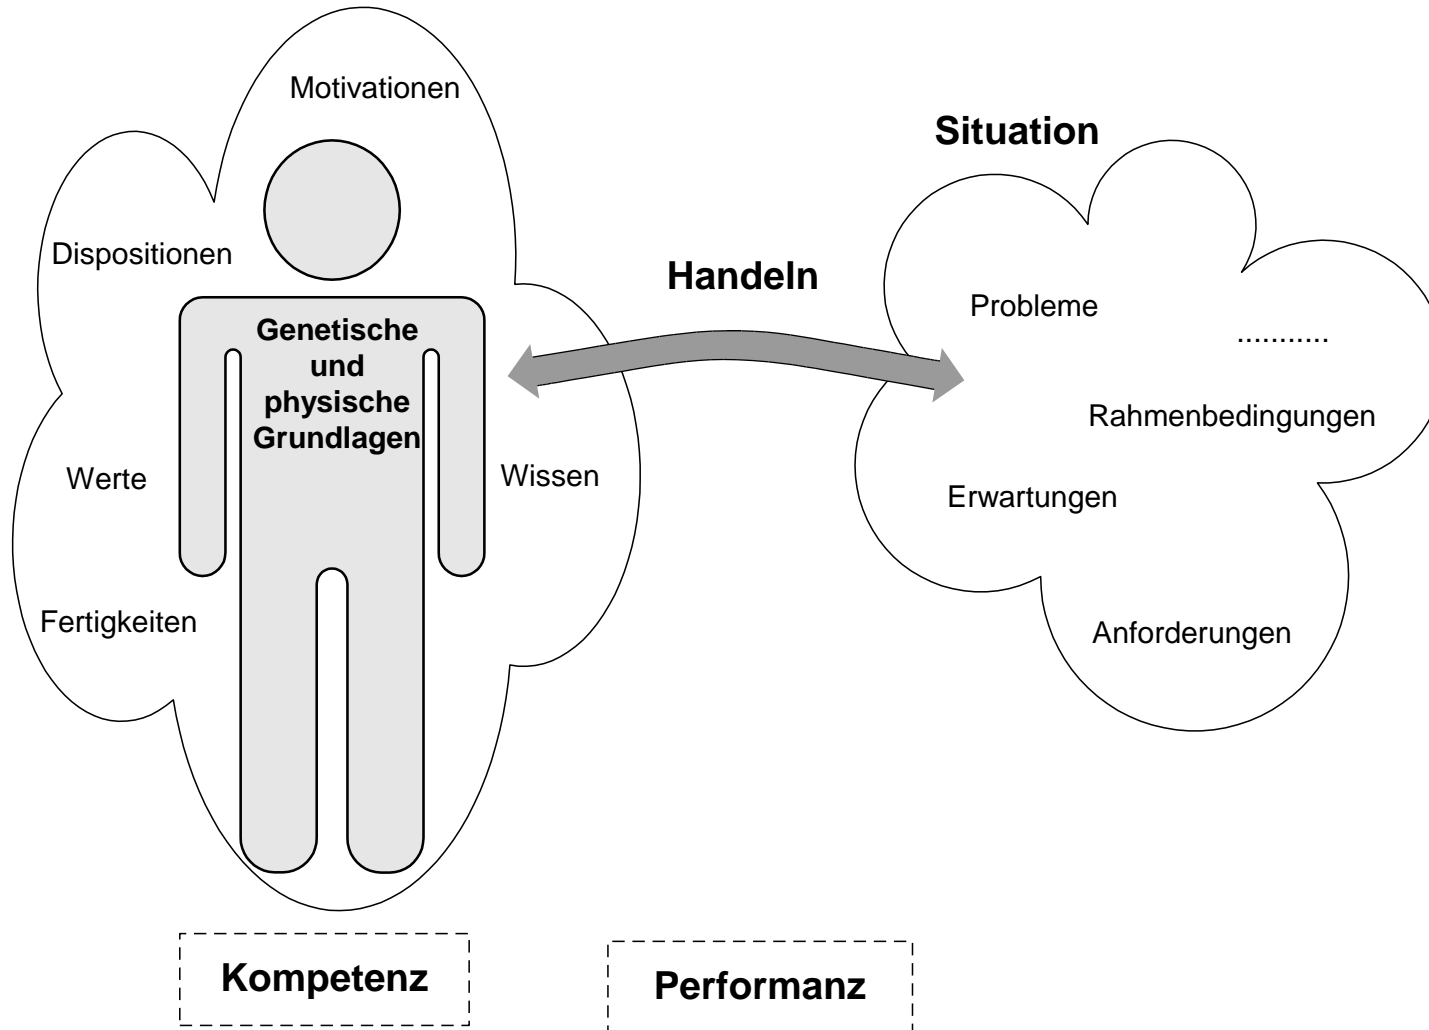 Motivationen
Situation
Dispositionen
Handeln
Probleme
...........
Genetische
und
physische
Grundlagen
Rahmenbedingungen
Werte
Wissen
Erwartungen
Fertigkeiten
Anforderungen
Kompetenz
Performanz